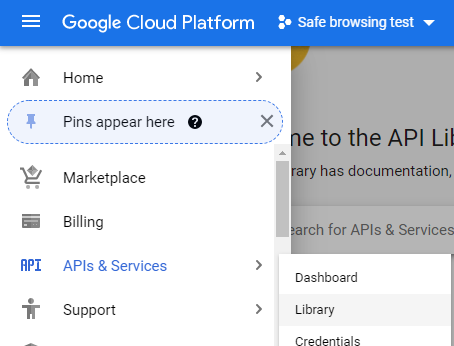 Google Cloud Platform
Safe browsing test
Home
Pins appear here ?
me to the API Lib
Marketplace
rary has documentation,
Billing
earch for APIs & Services
API APIs & Services
Dashboard
Support
Library
Credentials